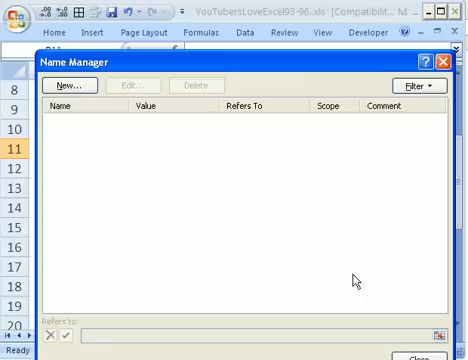 YouTubersLoveExcel93-96.xls [Compatibility
Home Insert Page Layout Formulas Data Review View Developer
Name Manager
New... Edit... Delete Filter
Name Value Refers To Scope Comment
8
9
10
11
12
13
14
15
16
17
18
19
20
Refers to:
Close
Ready